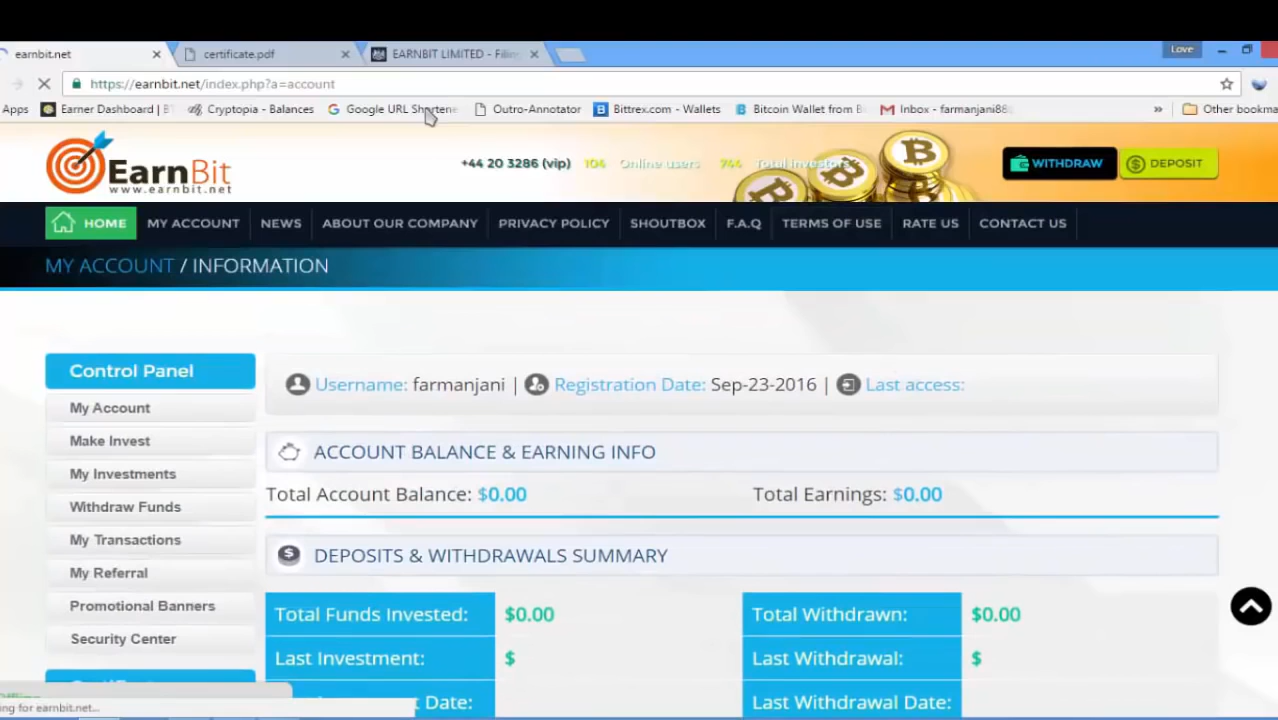 earnbit.net
certificate.pdf
EARNBIT LIMITED - Filin
Love
https://earnbit.net/index.php?a=account
Apps
Earner Dashboard | B
Cryptopia - Balances
Google URL Shortene
Outro-Annotator
Bittrex.com - Wallets
Bitcoin Wallet from B
Inbox - farmanjani88
»
Other bookma
EarnBit
www.earnbit.net
+44 20 3286 (vip) 104 Online users 744 Total Investors
WITHDRAW
DEPOSIT
HOME
MY ACCOUNT
NEWS
ABOUT OUR COMPANY
PRIVACY POLICY
SHOUTBOX
F.A.Q
TERMS OF USE
RATE US
CONTACT US
MY ACCOUNT / INFORMATION
Control Panel
My Account
Make Invest
My Investments
Withdraw Funds
My Transactions
My Referral
Promotional Banners
Security Center
Username: farmanjani | Registration Date: Sep-23-2016 | Last access:
ACCOUNT BALANCE & EARNING INFO
Total Account Balance: $0.00
Total Earnings: $0.00
DEPOSITS & WITHDRAWALS SUMMARY
Total Funds Invested: $0.00
Total Withdrawn: $0.00
Last Investment: $
Last Withdrawal: $
t Date:
Last Withdrawal Date:
ing for earnbit.net...